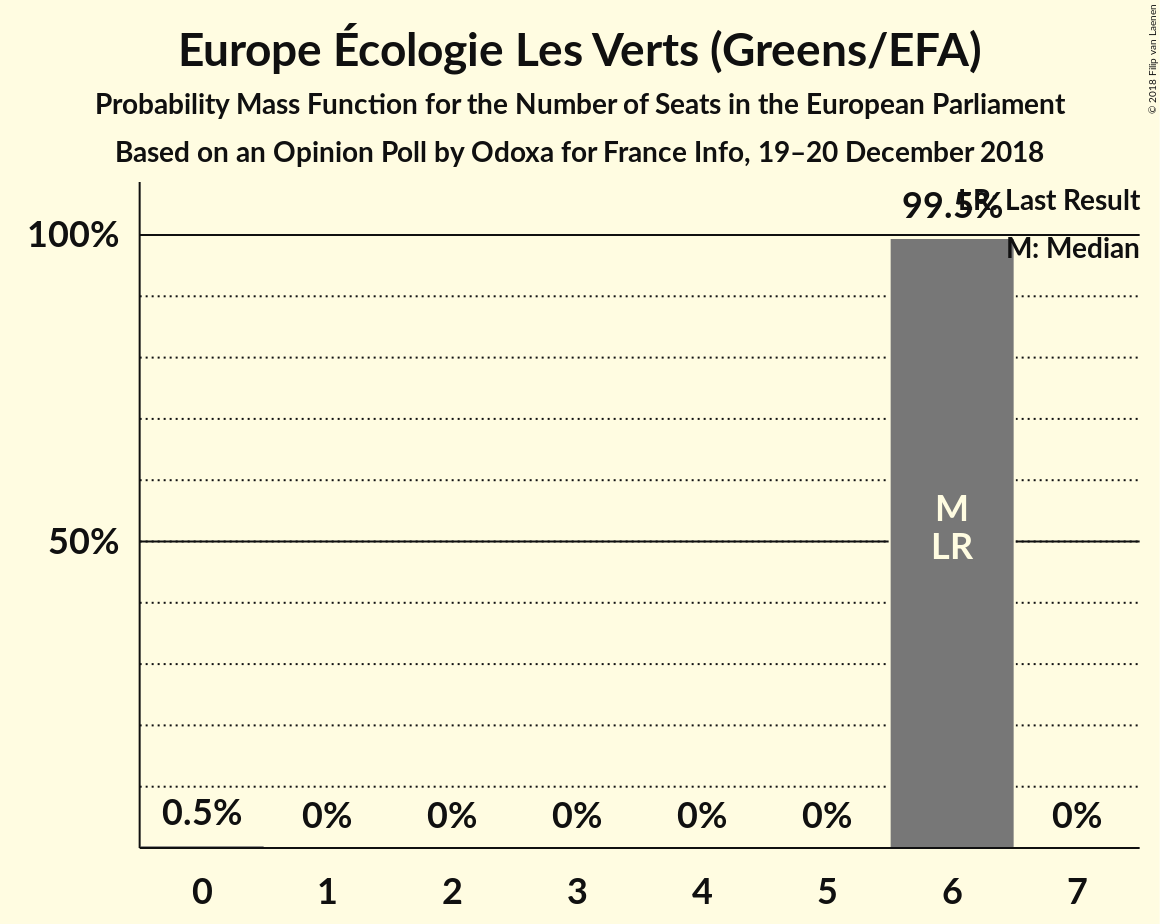 Europe Écologie Les Verts (Greens/EFA)
Probability Mass Function for the Number of Seats in the European Parliament
Based on an Opinion Poll by Odoxa for France Info, 19–20 December 2018
© 2018 Filip van Laenen
99.5%
LR: Last Result
100%
M: Median
M
50%
LR
0.5% 0% 0% 0% 0% 0% 0%
0 1 2 3 4 5 6 7